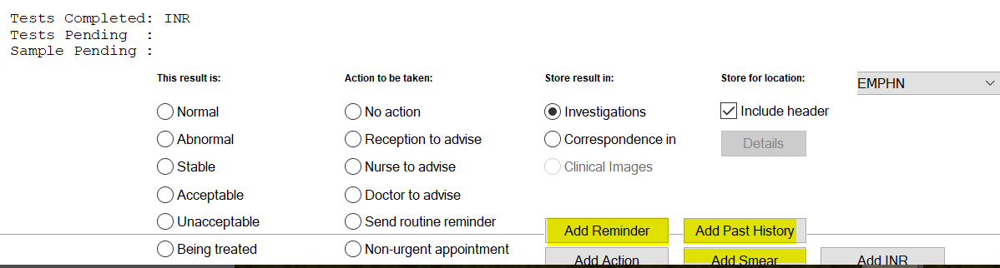 Tests Completed: INR
Tests Pending  :
Sample Pending :
This result is: Action to be taken: Store result in: Store for location: EMPHN
Normal No action Investigations Include header
Abnormal Reception to advise Correspondence in Details
Stable Nurse to advise Clinical Images
Acceptable Doctor to advise
Unacceptable Send routine reminder Add Reminder Add Past History
Being treated Non-urgent appointment Add Action Add Smear Add INR